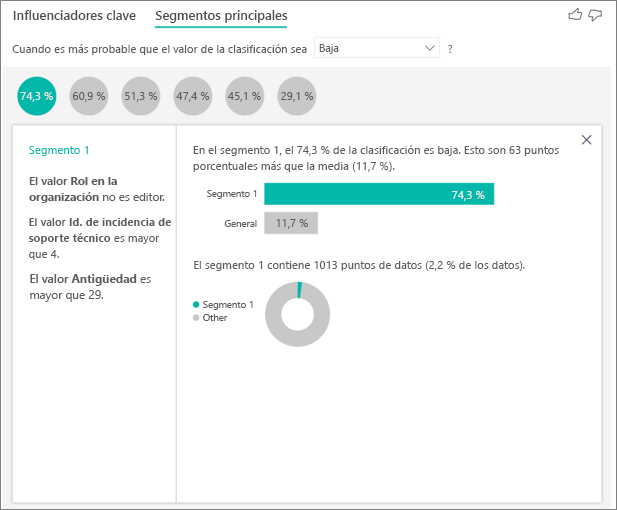 Influenciadores clave Segmentos principales
Cuando es más probable que el valor de la clasificación sea Baja ?
74,3 % 60,9 % 51,3 % 47,4 % 45,1 % 29,1 %
Segmento 1
El valor Rol en la
organización no es editor.
El valor Id. de incidencia de
soporte técnico es mayor
que 4.
El valor Antigüedad es
mayor que 29.
En el segmento 1, el 74,3 % de la clasificación es baja. Esto son 63 puntos
porcentuales más que la media (11,7 %).
Segmento 1 74,3 %
General 11,7 %
El segmento 1 contiene 1013 puntos de datos (2,2 % de los datos).
Segmento 1
Other